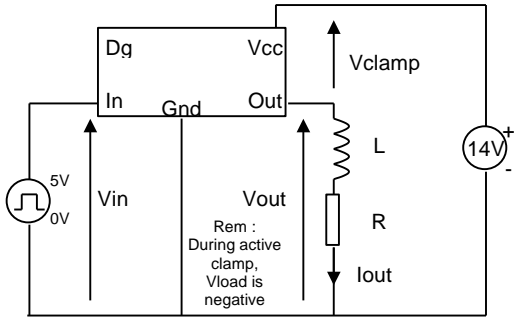 Dg
Vcc
In
Gnd
Out
Vclamp
14V
+
-
L
5V
0V
Vin
Vout
R
Rem :
During active
clamp,
Vload is
negative
Iout